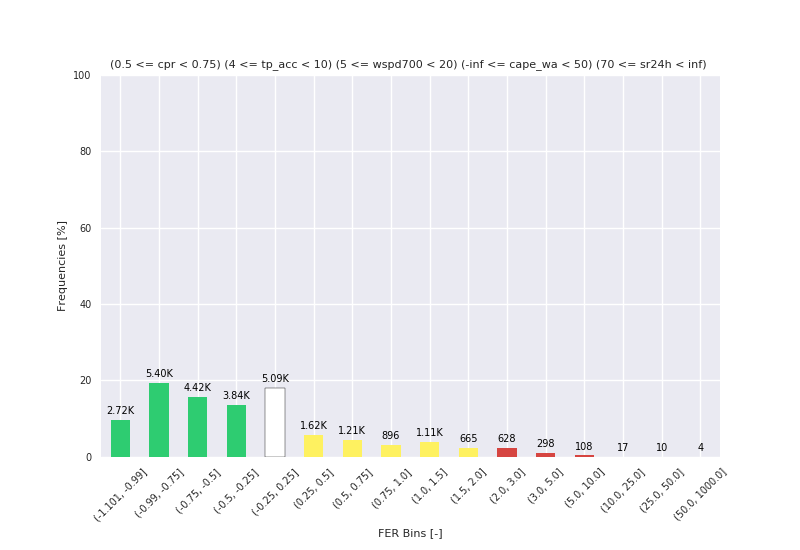 (0.5 <= cpr < 0.75) (4 <= tp_acc < 10) (5 <= wspd700 < 20) (-inf <= cape_wa < 50) (70 <= sr24h < inf)
100
80
60
40
20
0
Frequencies [%]
2.72K
5.40K
4.42K
3.84K
5.09K
1.62K
1.21K
896
1.11K
665
628
298
108
17
10
4
(-1.101, -0.99]
(-0.99, -0.75]
(-0.75, -0.5]
(-0.5, -0.25]
(-0.25, 0.25]
(0.25, 0.5]
(0.5, 0.75]
(0.75, 1.0]
(1.0, 1.5]
(1.5, 2.0]
(2.0, 3.0]
(3.0, 5.0]
(5.0, 10.0]
(10.0, 25.0]
(25.0, 50.0]
(50.0, 1000.0]
FER Bins [-]